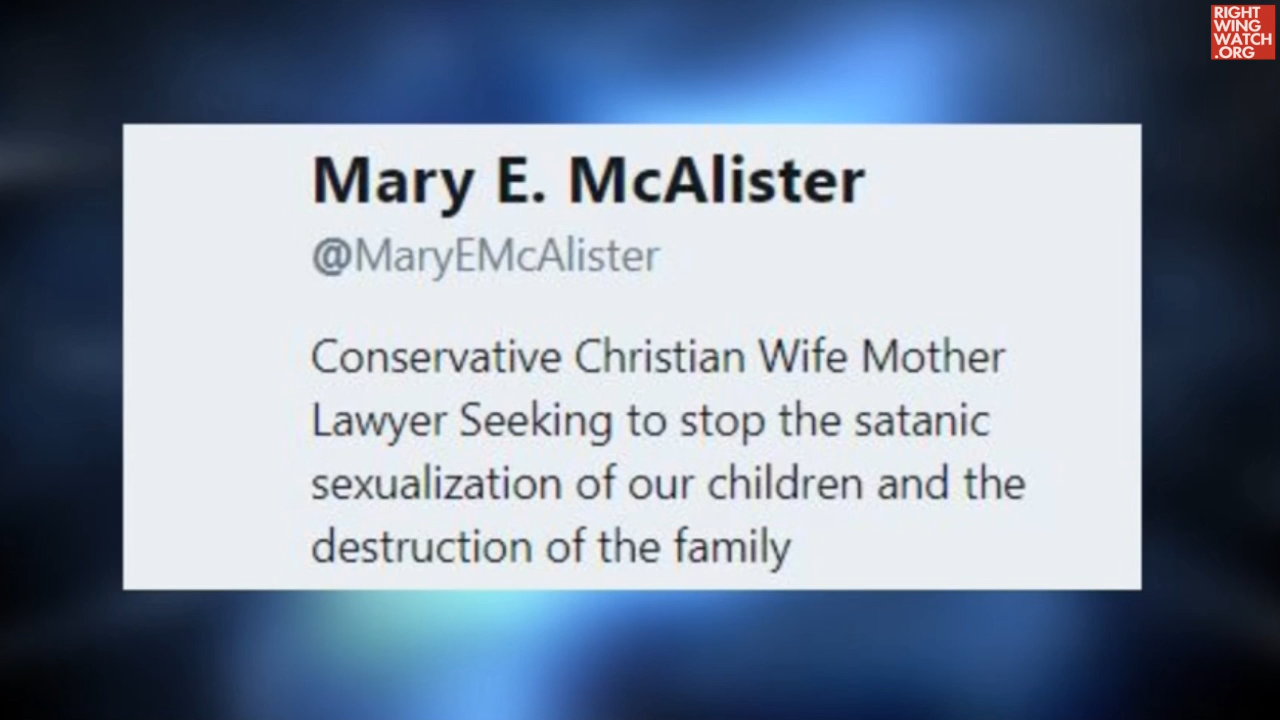 RIGHT
WING
WATCH
.ORG
Mary E. McAlister
@MaryEMcAlister
Conservative Christian Wife Mother
Lawyer Seeking to stop the satanic
sexualization of our children and the
destruction of the family